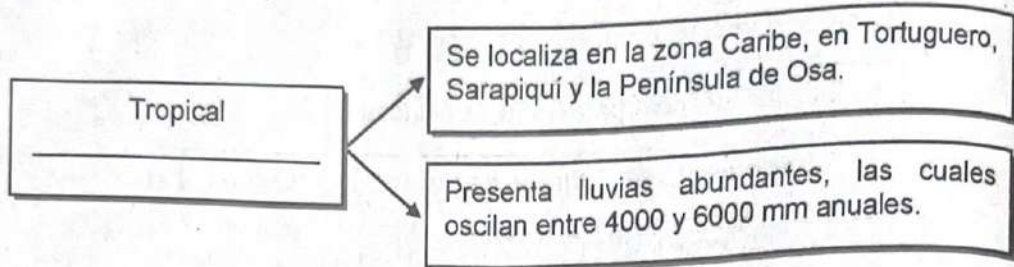 Tropical
Se localiza en la zona Caribe, en Tortuguero,
Sarapiquí y la Península de Osa.
Presenta lluvias abundantes, las cuales
oscilan entre 4000 y 6000 mm anuales.